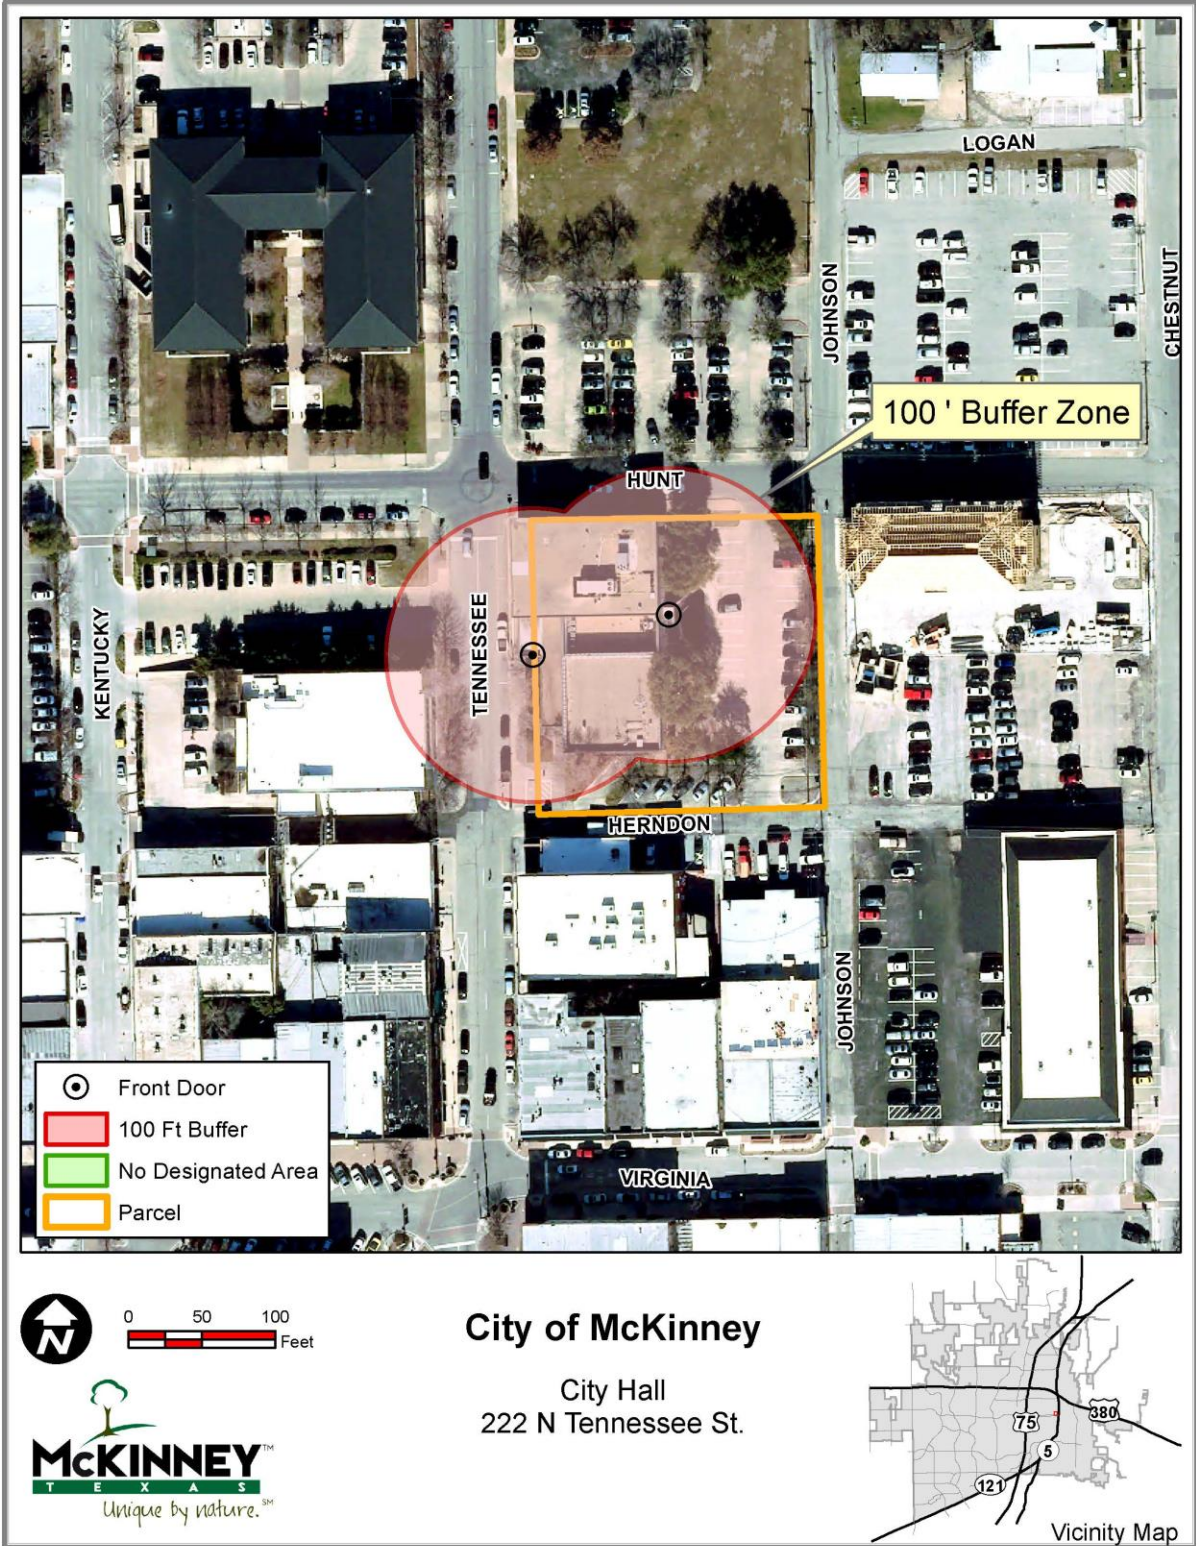 LOGAN
JOHNSON
CHESTNUT
100 ' Buffer Zone
HUNT
TENNESSEE
KENTUCKY
HERNDON
JOHNSON
VIRGINIA
Front Door
100 Ft Buffer
No Designated Area
Parcel
N
0 50 100
Feet
City of McKinney
City Hall
222 N Tennessee St.
McKINNEY™
TEXAS
Unique by nature.℠
75
380
5
121
Vicinity Map